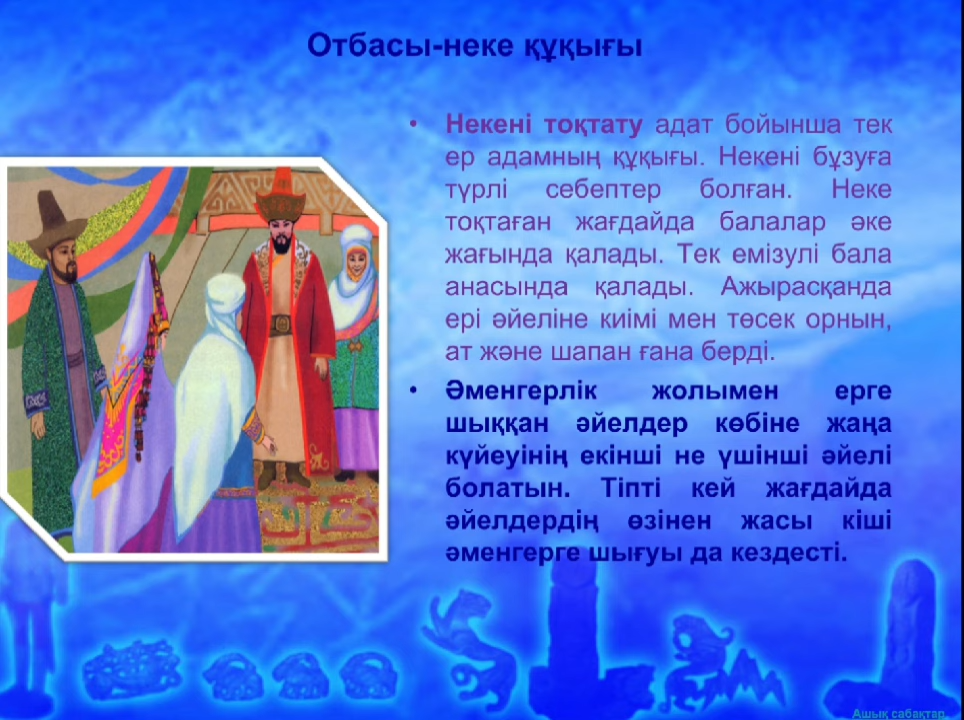 Отбасы-неке құқығы
• Некені тоқтату адат бойынша тек
ер адамның құқығы. Некені бұзуға
түрлі себептер болған. Неке
тоқтаған жағдайда балалар әке
жағында қалады. Тек емізулі бала
анасында қалады. Ажырасқанда
ері әйеліне киімі мен төсек орнын,
ат және шапан ғана берді.
• Әменгерлік жолымен ерге
шыққан әйелдер көбіне жаңа
күйеуінің екінші не үшінші әйелі
болатын. Тіпті кей жағдайда
әйелдердің өзінен жасы кіші
әменгерге шығуы да кездесті.
Ашық сабақтар